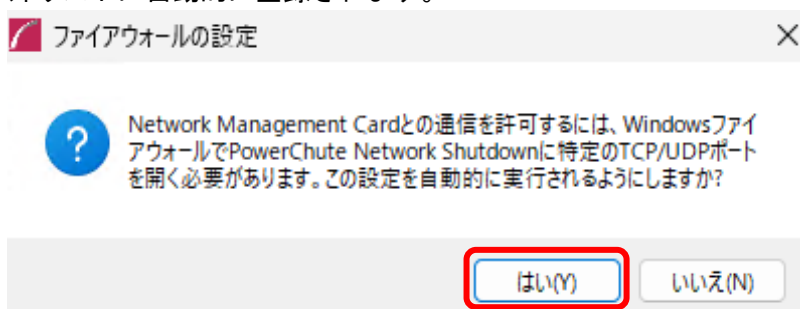 ファイアウォールの設定
Network Management Cardとの通信を許可するには、Windowsファイ
アウォールでPowerChute Network Shutdownに特定のTCP/UDPポート
を開く必要があります。この設定を自動的に実行されるようにしますか?
はい(Y)
いいえ(N)